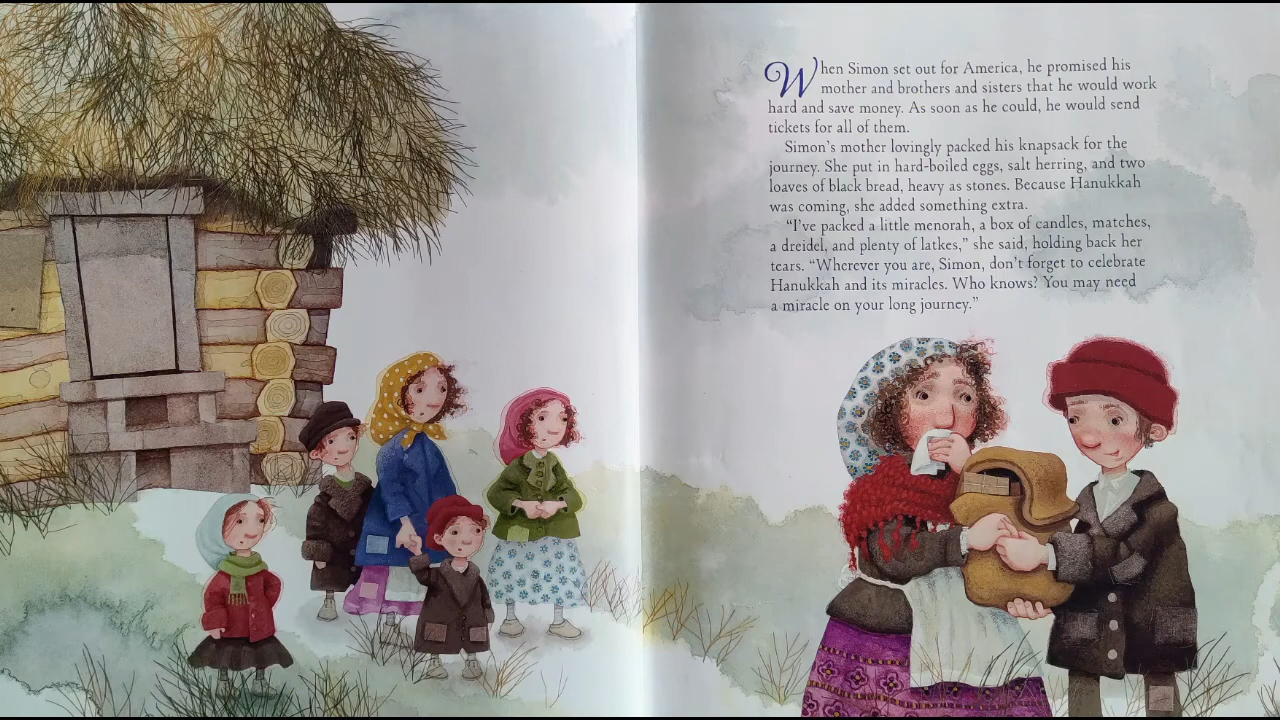 When Simon set out for America, he promised his
mother and brothers and sisters that he would work
hard and save money. As soon as he could, he would send
tickets for all of them.
Simon's mother lovingly packed his knapsack for the
journey. She put in hard-boiled eggs, salt herring, and two
loaves of black bread, heavy as stones. Because Hanukkah
was coming, she added something extra.
“I've packed a little menorah, a box of candles, matches,
a dreidel, and plenty of latkes,” she said, holding back her
tears. “Wherever you are, Simon, don't forget to celebrate
Hanukkah and its miracles. Who knows? You may need
a miracle on your long journey.”